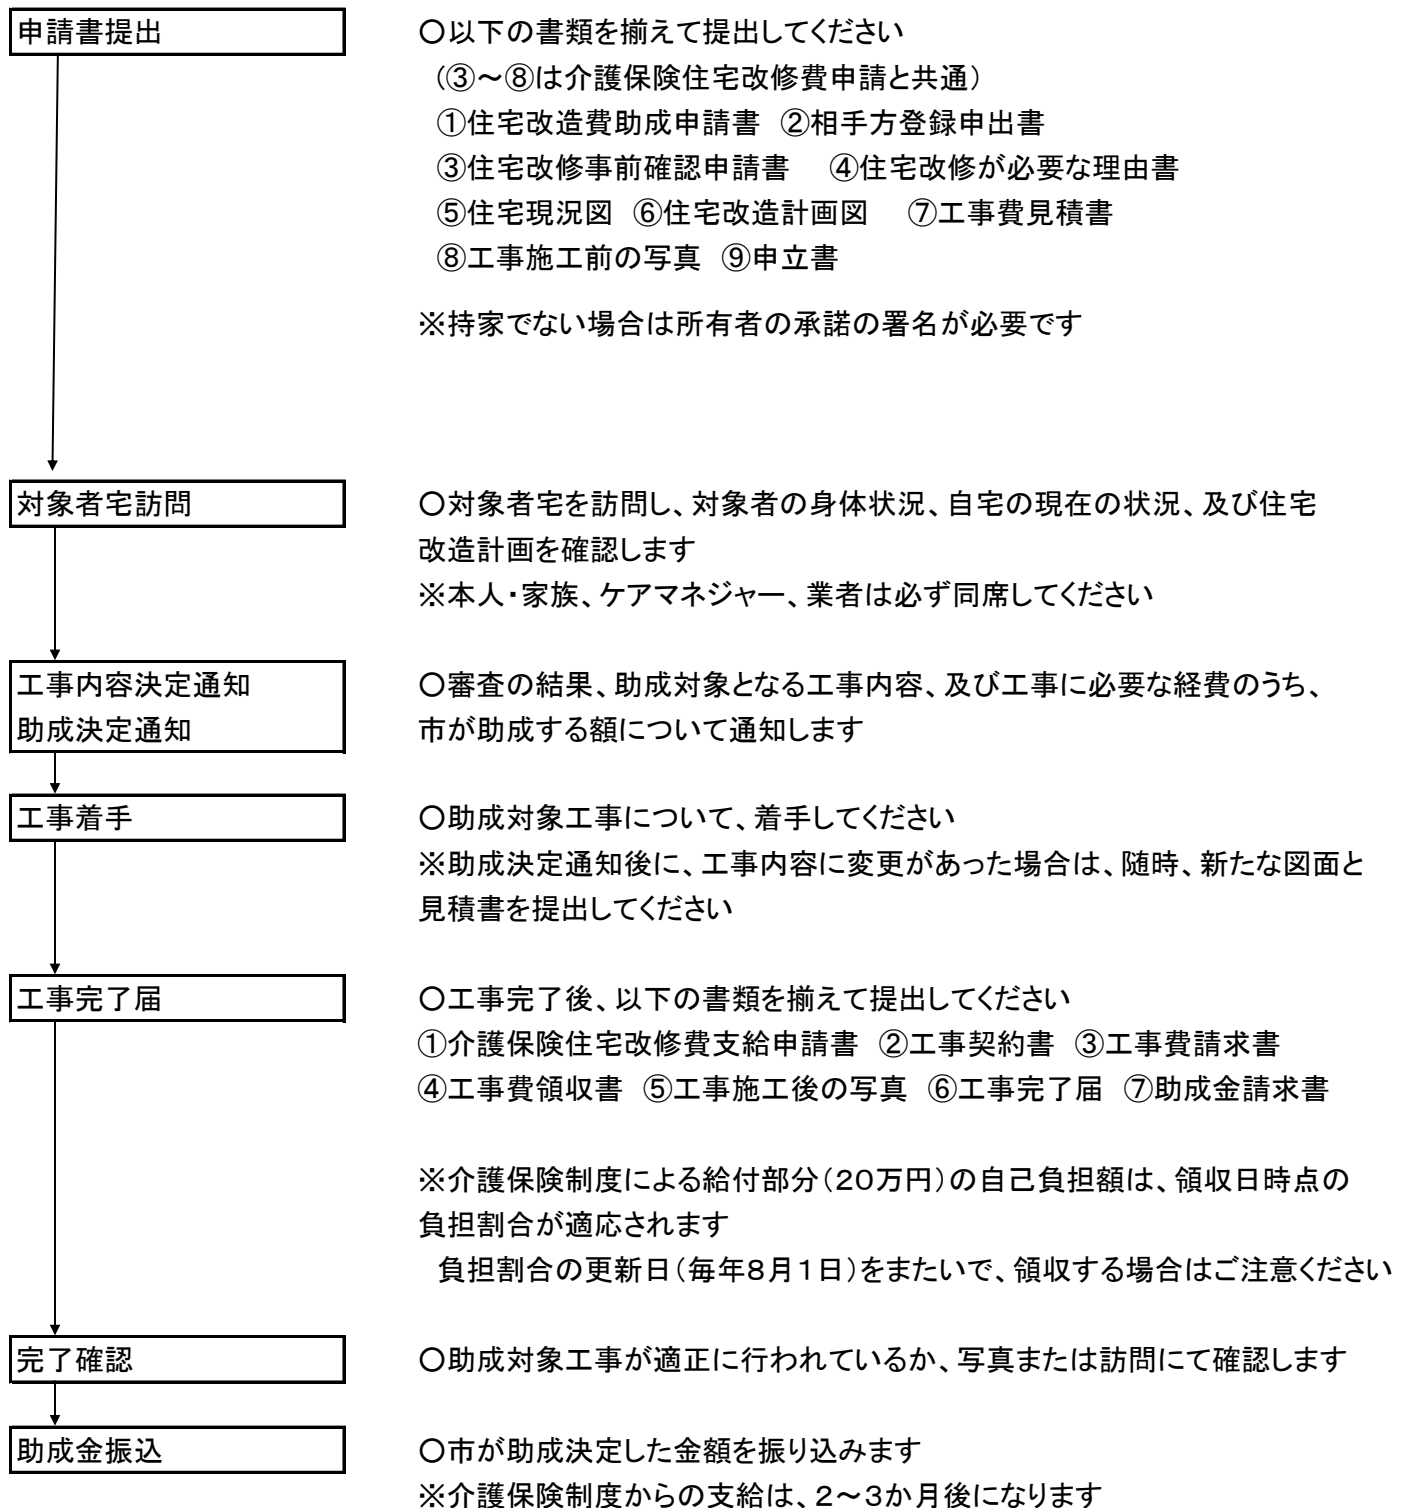 申請書提出
○以下の書類を揃えて提出してください
（③～⑧は介護保険住宅改修費申請と共通）
①住宅改造費助成申請書　②相手方登録申出書
③住宅改修事前確認申請書　④住宅改修が必要な理由書
⑤住宅現況図　⑥住宅改造計画図　⑦工事費見積書
⑧工事施工前の写真　⑨申立書
※持家でない場合は所有者の承諾の署名が必要です
対象者宅訪問
○対象者宅を訪問し、対象者の身体状況、自宅の現在の状況、及び住宅
改造計画を確認します
※本人・家族、ケアマネジャー、業者は必ず同席してください
工事内容決定通知
助成決定通知
○審査の結果、助成対象となる工事内容、及び工事に必要な経費のうち、
市が助成する額について通知します
工事着手
○助成対象工事について、着手してください
※助成決定通知後に、工事内容に変更があった場合は、随時、新たな図面と
見積書を提出してください
工事完了届
○工事完了後、以下の書類を揃えて提出してください
①介護保険住宅改修費支給申請書　②工事契約書　③工事費請求書
④工事費領収書　⑤工事施工後の写真　⑥工事完了届　⑦助成金請求書
※介護保険制度による給付部分（２０万円）の自己負担額は、領収日時点の
負担割合が適応されます
負担割合の更新日（毎年８月１日）をまたいで、領収する場合はご注意ください
完了確認
○助成対象工事が適正に行われているか、写真または訪問にて確認します
助成金振込
○市が助成決定した金額を振り込みます
※介護保険制度からの支給は、２～３か月後になります